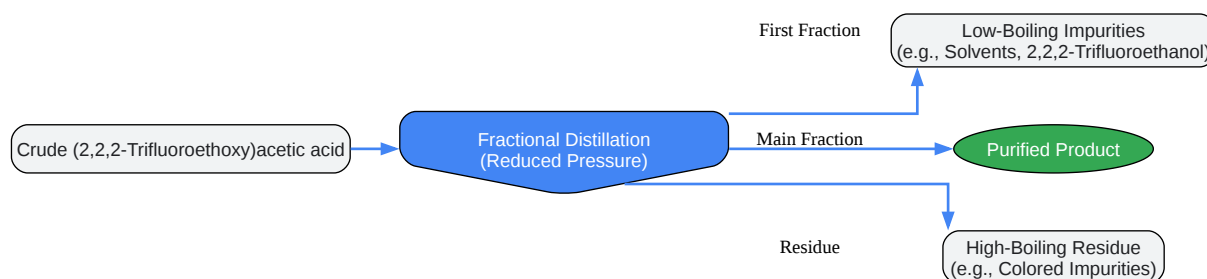 First Fraction
Low-Boiling Impurities
(e.g., Solvents, 2,2,2-Trifluoroethanol)
Crude (2,2,2-Trifluoroethoxy)acetic acid
Fractional Distillation
(Reduced Pressure)
Main Fraction
Purified Product
Residue
High-Boiling Residue
(e.g., Colored Impurities)